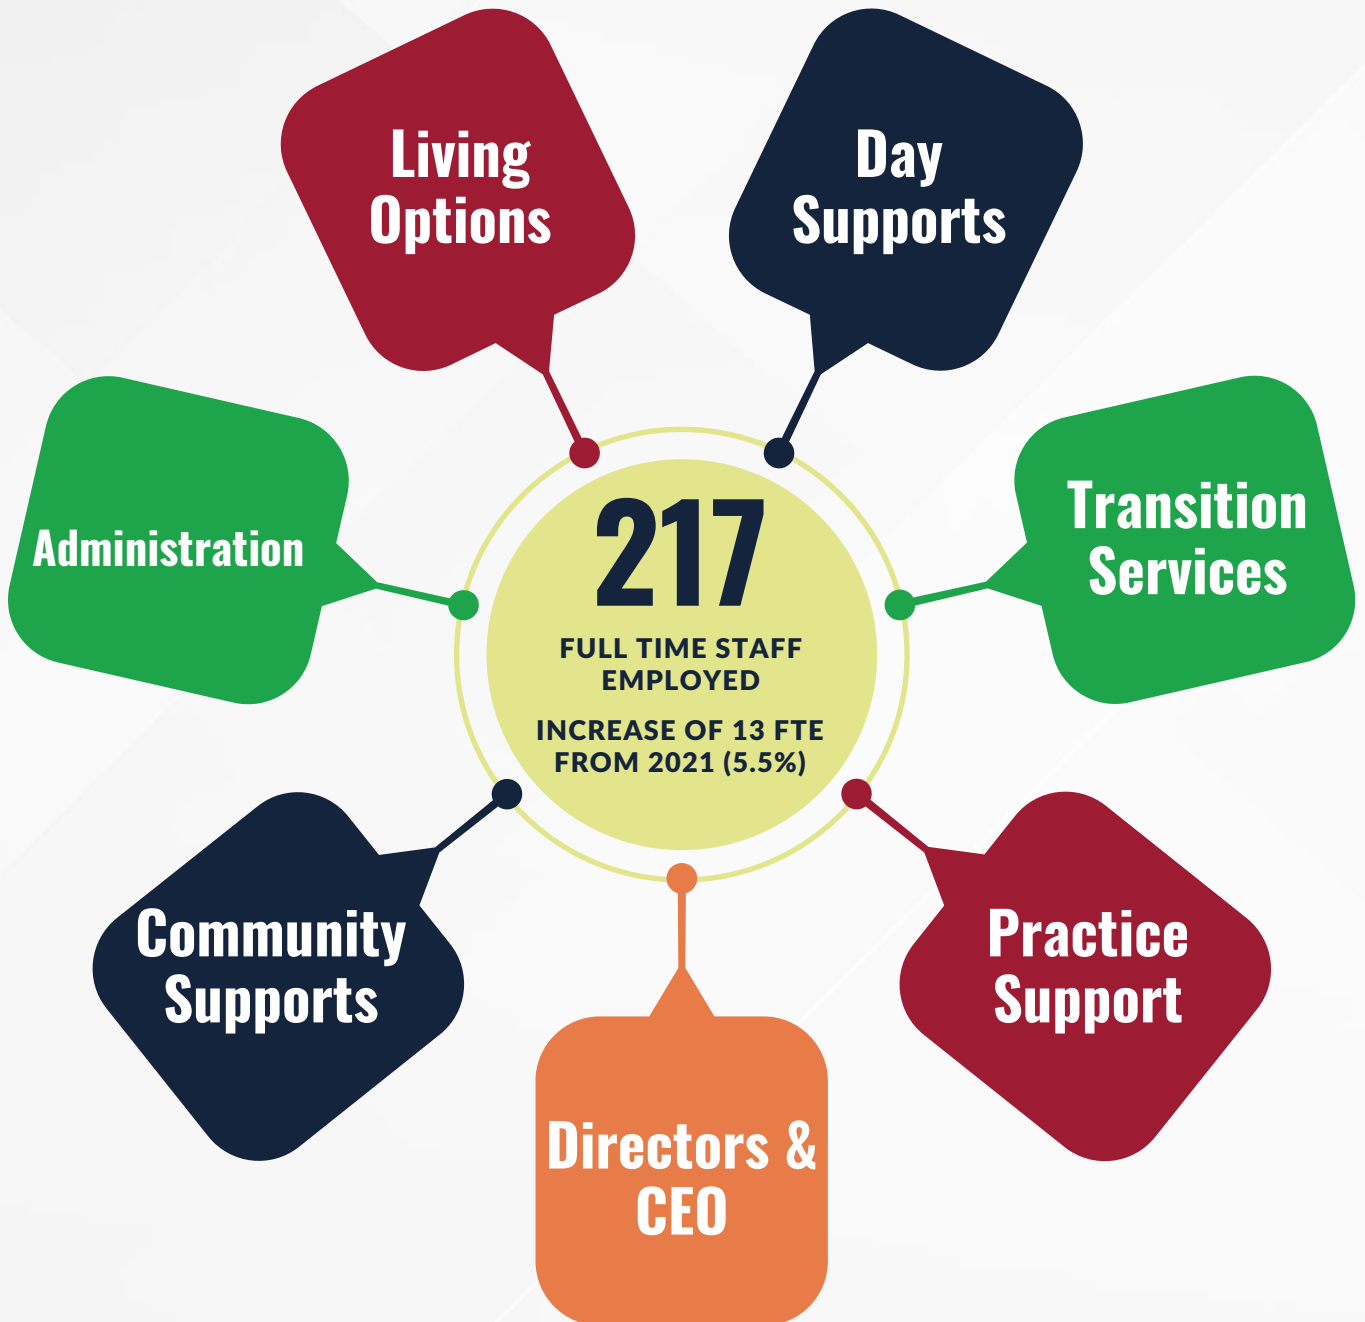 Living
Options
Day
Supports
Administration
Transition
Services
217
FULL TIME STAFF
EMPLOYED
INCREASE OF 13 FTE
FROM 2021 (5.5%)
Community
Supports
Practice
Support
Directors &
CEO